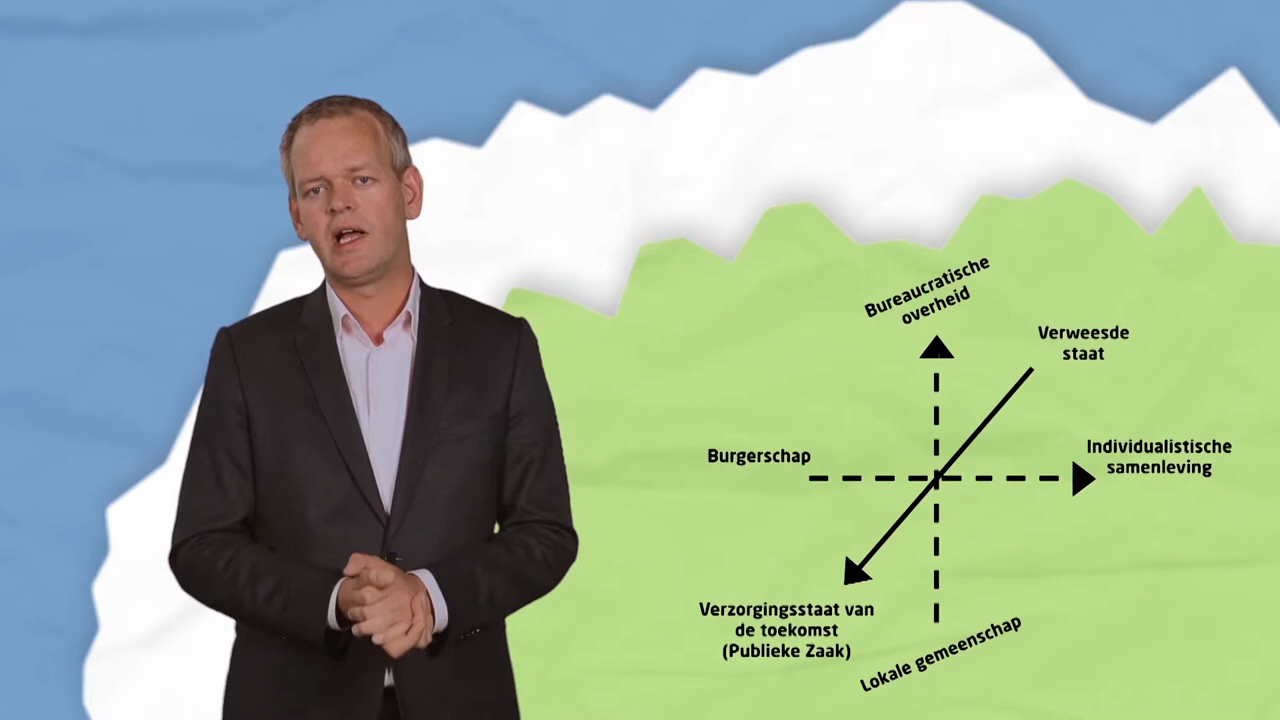 Bureaucratische
overheid
Verweesde
staat
Burgerschap
Individualistische
samenleving
Verzorgingsstaat van
de toekomst
(Publieke Zaak)
Lokale gemeenschap